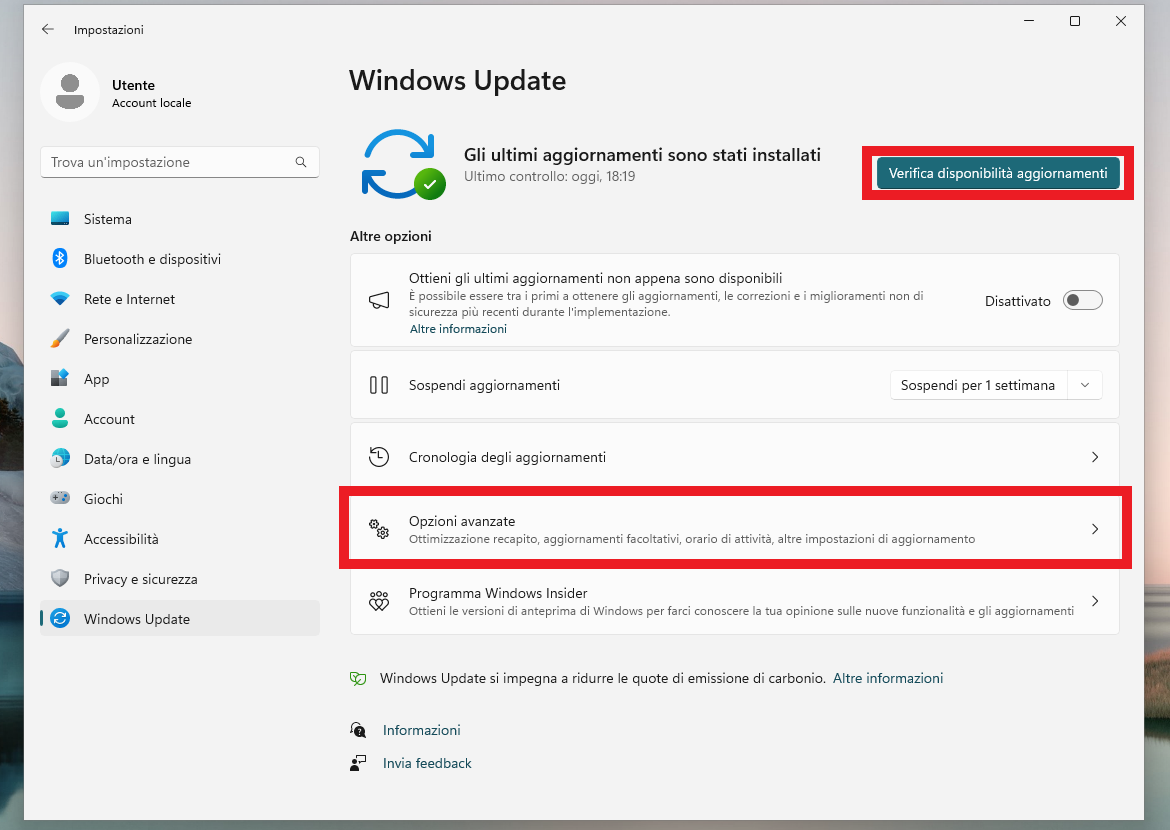 Impostazioni
Utente
Account locale
Trova un'impostazione
Sistema
Bluetooth e dispositivi
Rete e Internet
Personalizzazione
App
Account
Data/ora e lingua
Giochi
Accessibilità
Privacy e sicurezza
Windows Update
Windows Update
Gli ultimi aggiornamenti sono stati installati
Ultimo controllo: oggi, 18:19
Verifica disponibilità aggiornamenti
Altre opzioni
Ottieni gli ultimi aggiornamenti non appena sono disponibili
È possibile essere tra i primi a ottenere gli aggiornamenti, le correzioni e i miglioramenti non di
sicurezza più recenti durante l'implementazione.
Altre informazioni
Disattivato
Sospendi aggiornamenti
Sospendi per 1 settimana
Cronologia degli aggiornamenti
Opzioni avanzate
Ottimizzazione recapito, aggiornamenti facoltativi, orario di attività, altre impostazioni di aggiornamento
Programma Windows Insider
Ottieni le versioni di anteprima di Windows per farci conoscere la tua opinione sulle nuove funzionalità e gli aggiornamenti
Windows Update si impegna a ridurre le quote di emissione di carbonio. Altre informazioni
Informazioni
Invia feedback